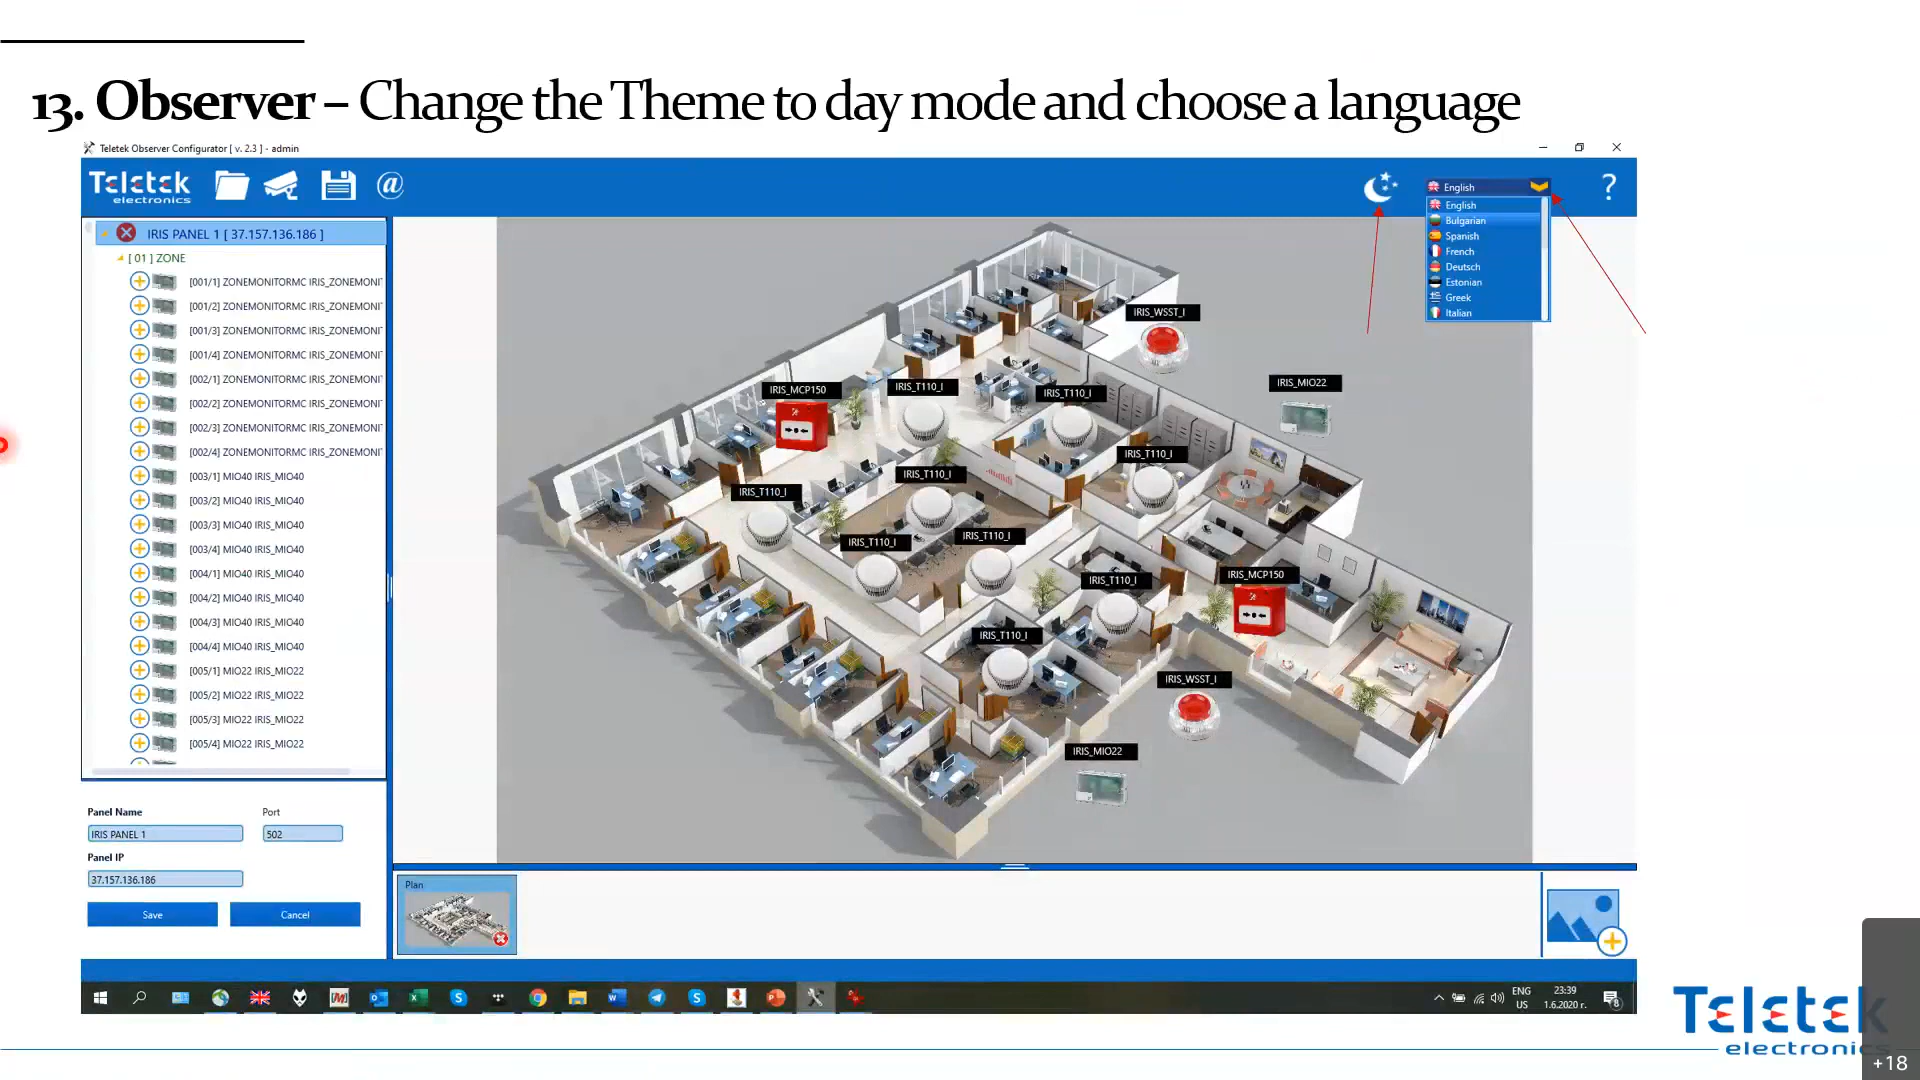 13. Observer – Change the Theme to day mode and choose a language
Teletek Observer Configurator [ v. 2.3 ] - admin
Teletek
electronics
@
English
?
English
Bulgarian
Spanish
French
Deutsch
Estonian
Greek
Italian
IRIS PANEL 1 [ 37.157.136.186 ]
[ 01 ] ZONE
[001/1] ZONEMONITORMC IRIS_ZONEMONI
[001/2] ZONEMONITORMC IRIS_ZONEMONI
[001/3] ZONEMONITORMC IRIS_ZONEMONI
[001/4] ZONEMONITORMC IRIS_ZONEMONI
[002/1] ZONEMONITORMC IRIS_ZONEMONI
[002/2] ZONEMONITORMC IRIS_ZONEMONI
[002/3] ZONEMONITORMC IRIS_ZONEMONI
[002/4] ZONEMONITORMC IRIS_ZONEMONI
[003/1] MIO40 IRIS_MIO40
[003/2] MIO40 IRIS_MIO40
[003/3] MIO40 IRIS_MIO40
[003/4] MIO40 IRIS_MIO40
[004/1] MIO40 IRIS_MIO40
[004/2] MIO40 IRIS_MIO40
[004/3] MIO40 IRIS_MIO40
[004/4] MIO40 IRIS_MIO40
[005/1] MIO22 IRIS_MIO22
[005/2] MIO22 IRIS_MIO22
[005/3] MIO22 IRIS_MIO22
[005/4] MIO22 IRIS_MIO22
IRIS_WSST_I
IRIS_MIO22
IRIS_MCP150
IRIS_T110_I
IRIS_T110_I
IRIS_T110_I
IRIS_T110_I
IRIS_T110_I
IRIS_T110_I
IRIS_T110_I
IRIS_T110_I
IRIS_MCP150
IRIS_T110_I
IRIS_WSST_I
IRIS_MIO22
Panel Name
Port
IRIS PANEL 1
502
Panel IP
37.157.136.186
Save
Cancel
Plan
ENG
US
23:39
1.6.2020 г.
8
Teletek
electronics
+18